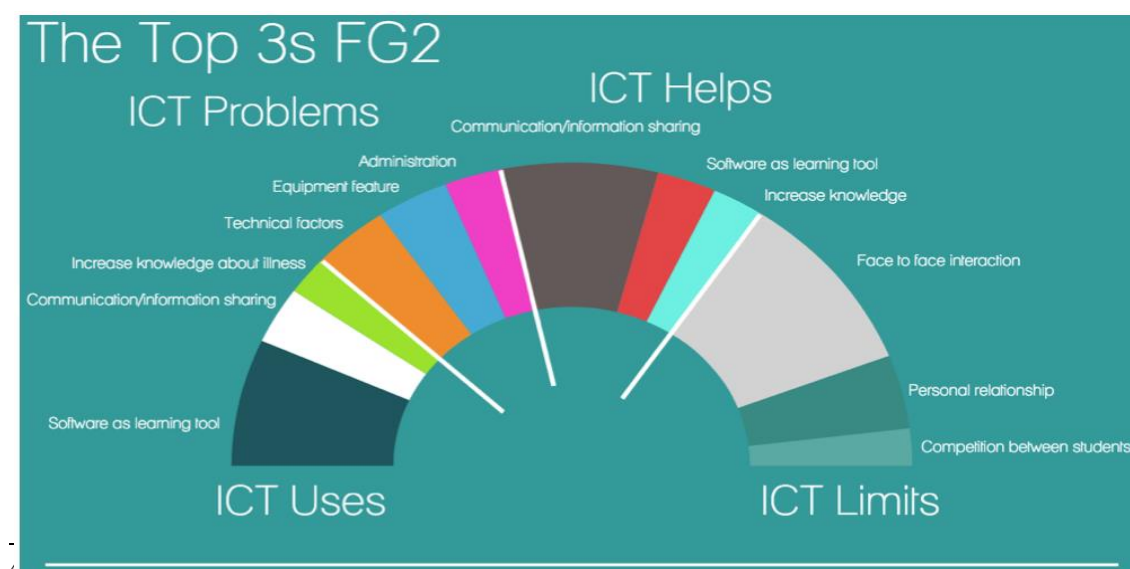 The Top 3s FG2
ICT Problems
ICT Helps
Communication/information sharing
Administration
Software as learning tool
Equipment feature
Increase knowledge
Technical factors
Increase knowledge about illness
Face to face interaction
Communication/information sharing
Personal relationship
Software as learning tool
Competition between students
ICT Uses
ICT Limits